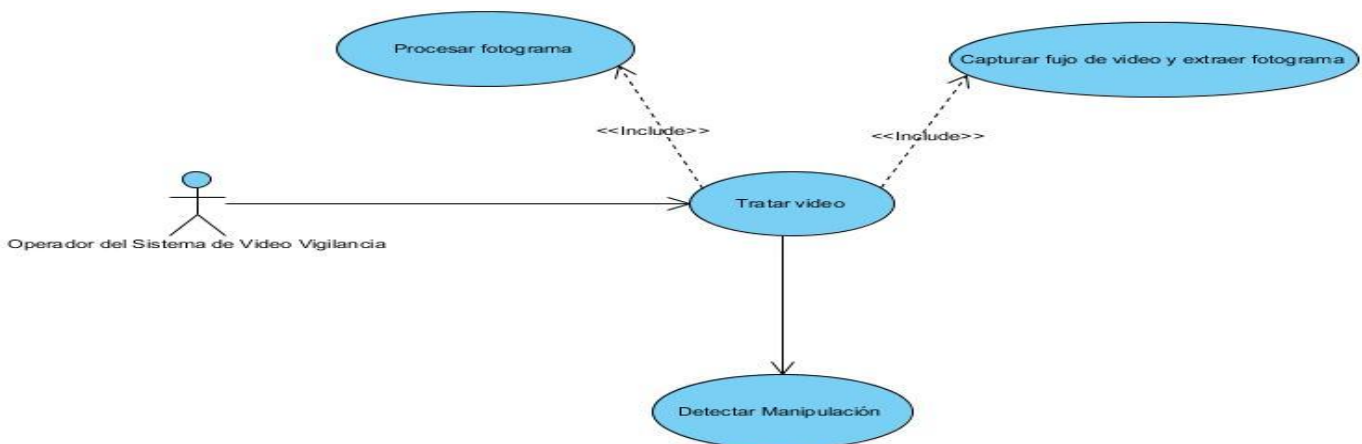 Procesar fotograma
Capturar fujo de video y extraer fotograma
<<Include>>
<<Include>>
Tratar video
Operador del Sistema de Video Vigilancia
Detectar Manipulación